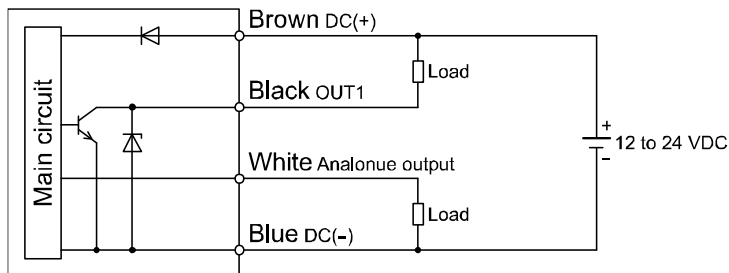 Brown DC(+)
Load
Black OUT1
Main circuit
White Analonue output
+
12 to 24 VDC
−
Load
Blue DC(−)